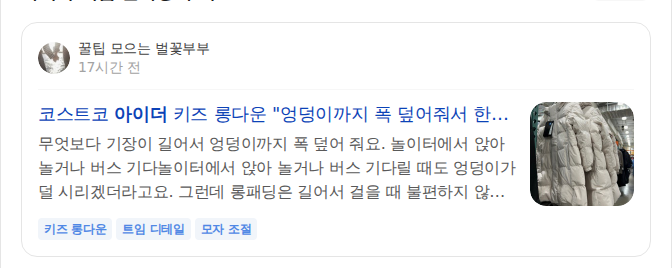 꿀팁 모으는 벌꽃부부
17시간 전
코스트코 아이더 키즈 롱다운 "엉덩이까지 푹 덮어줘서 한...
무엇보다 기장이 길어서 엉덩이까지 푹 덮어 줘요. 놀이터에서 앉아
놀거나 버스 기다놀이터에서 앉아 놀거나 버스 기다릴 때도 엉덩이가
덜 시리겠더라고요. 그런데 롱패딩은 길어서 걸을 때 불편하지 않...
키즈 롱다운 트임 디테일 모자 조절